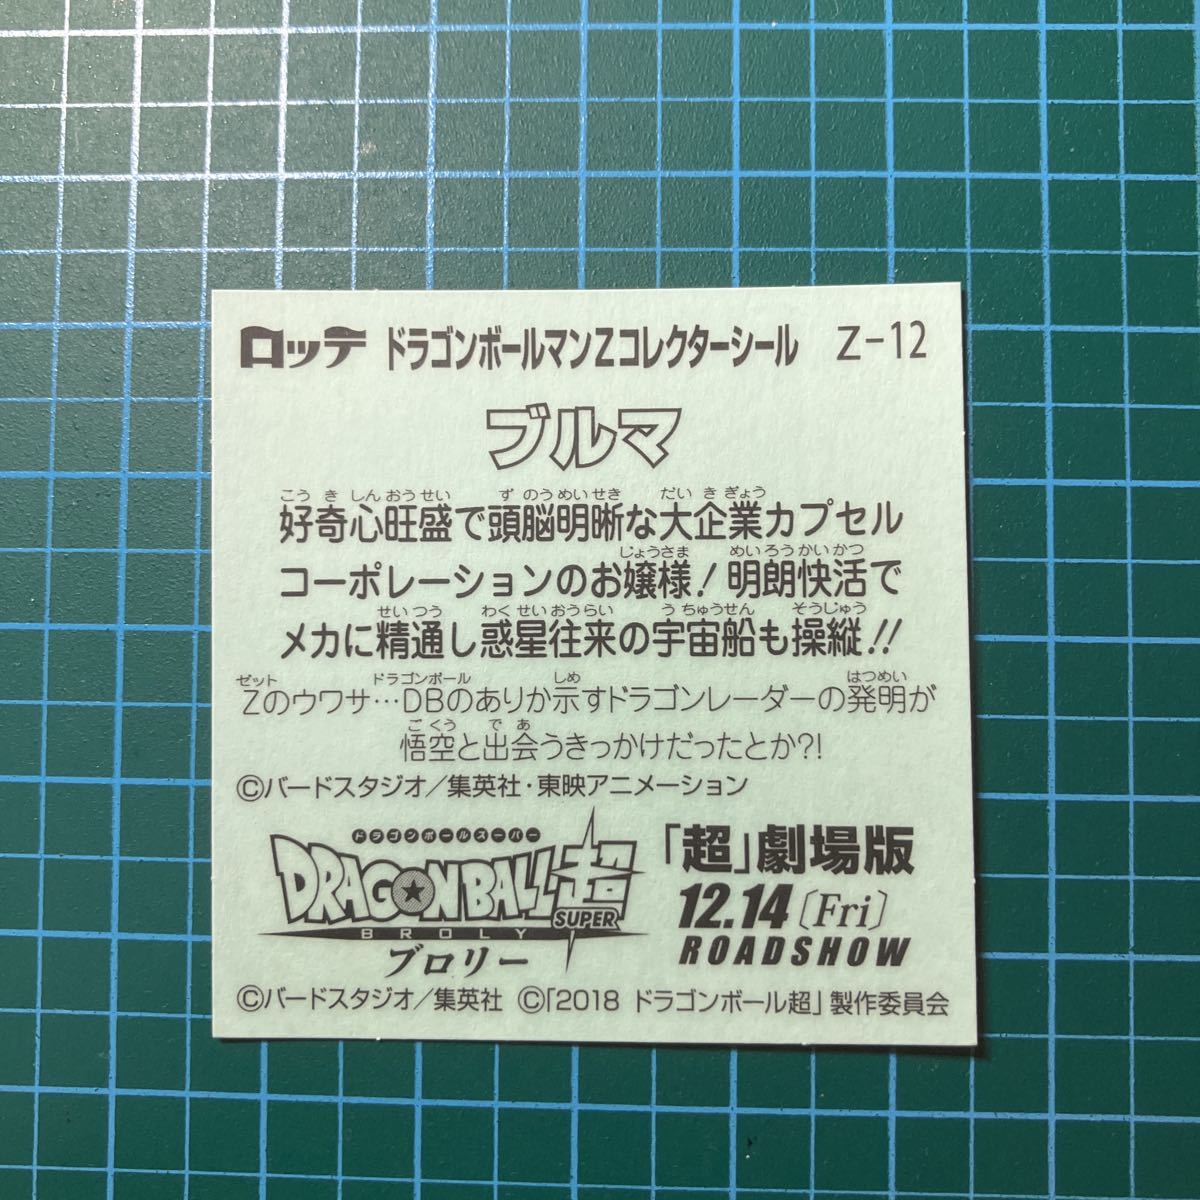 ロッテ ドラゴンボールマンZコレクターシール Z-12
ブルマ
こうきしんおうせい ずのうめいせき だいきぎょう
好奇心旺盛で頭脳明晰な大企業カプセル
じょうさま めいろうかいかつ
コーポレーションのお嬢様！明朗快活で
せいつう わくせいおうらい うちゅうせん そうじゅう
メカに精通し惑星往来の宇宙船も操縦!!
ゼット ドラゴンボール しめ はつめい
Zのウワサ…DBのありか示すドラゴンレーダーの発明が
ごくう であ
悟空と出会うきっかけだったとか?!
©バードスタジオ／集英社・東映アニメーション
ドラゴンボールスーパー
DRAGONBALL超
SUPER
BROLY
ブロリー
「超」劇場版
12.14〔Fri〕
ROADSHOW
©バードスタジオ／集英社 ©「2018 ドラゴンボール超」製作委員会